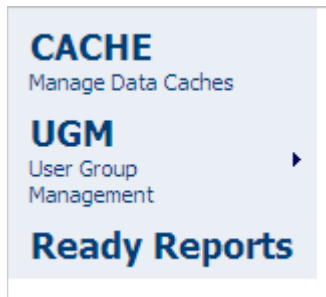 CACHE
Manage Data Caches
UGM
User Group
Management
Ready Reports